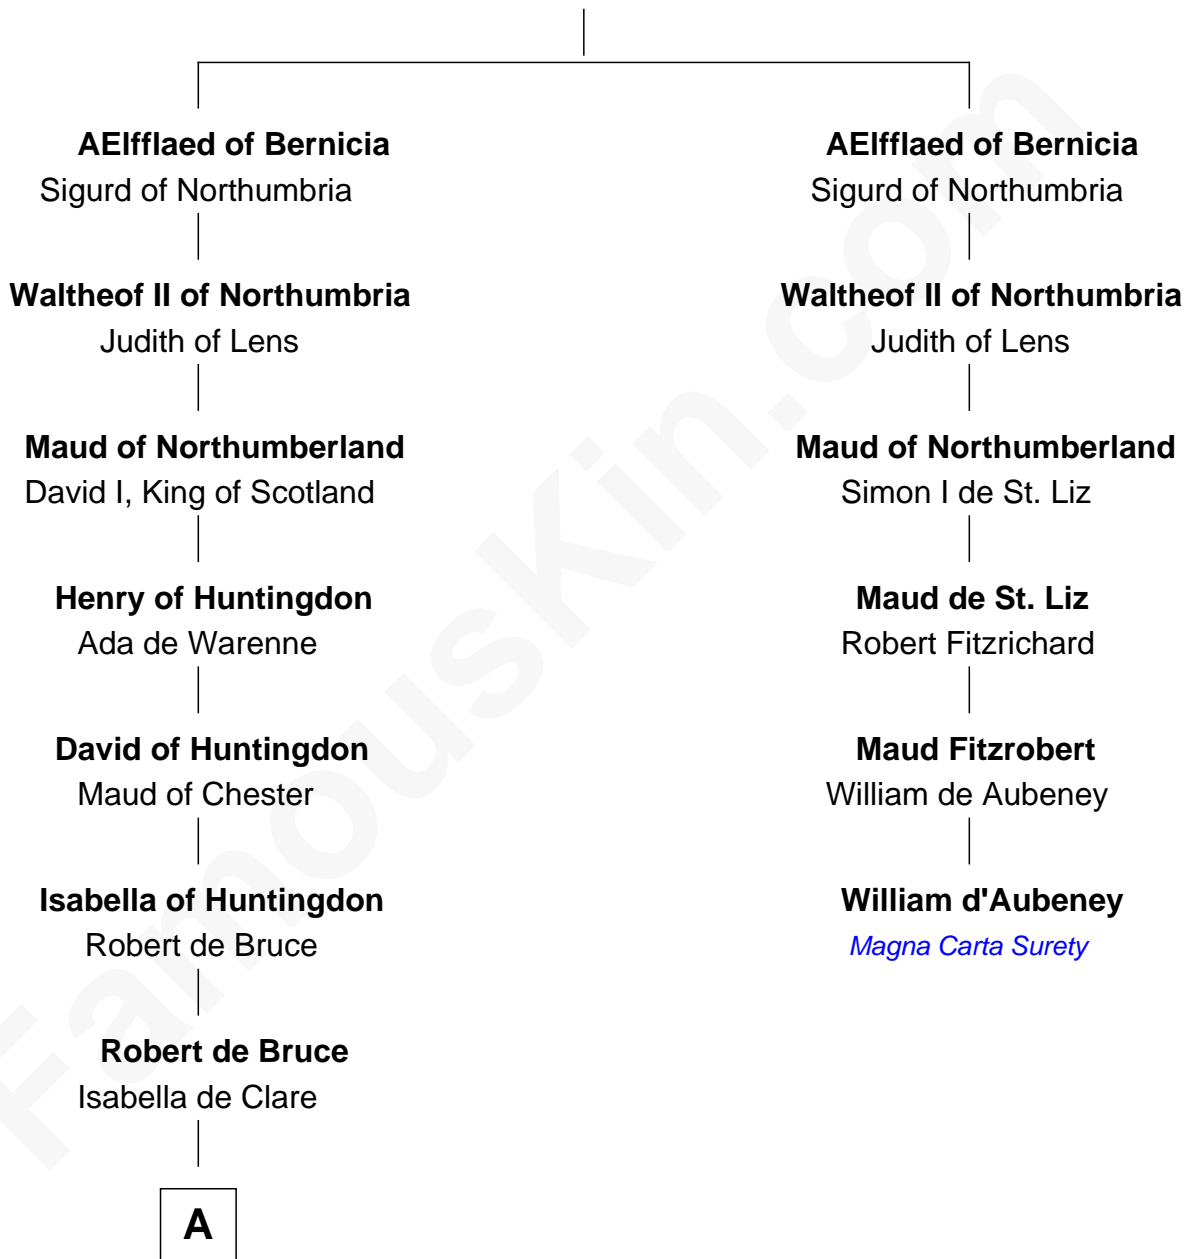 AElfflaed of Bernicia
Sigurd of Northumbria
Waltheof II of Northumbria
Judith of Lens
Maud of Northumberland
David I, King of Scotland
Henry of Huntingdon
Ada de Warenne
David of Huntingdon
Maud of Chester
Isabella of Huntingdon
Robert de Bruce
Robert de Bruce
Isabella de Clare
A
AElfflaed of Bernicia
Sigurd of Northumbria
Waltheof II of Northumbria
Judith of Lens
Maud of Northumberland
Simon I de St. Liz
Maud de St. Liz
Robert Fitzrichard
Maud Fitzrobert
William de Aubeney
William d'Aubeney
Magna Carta Surety
FamousKin.com